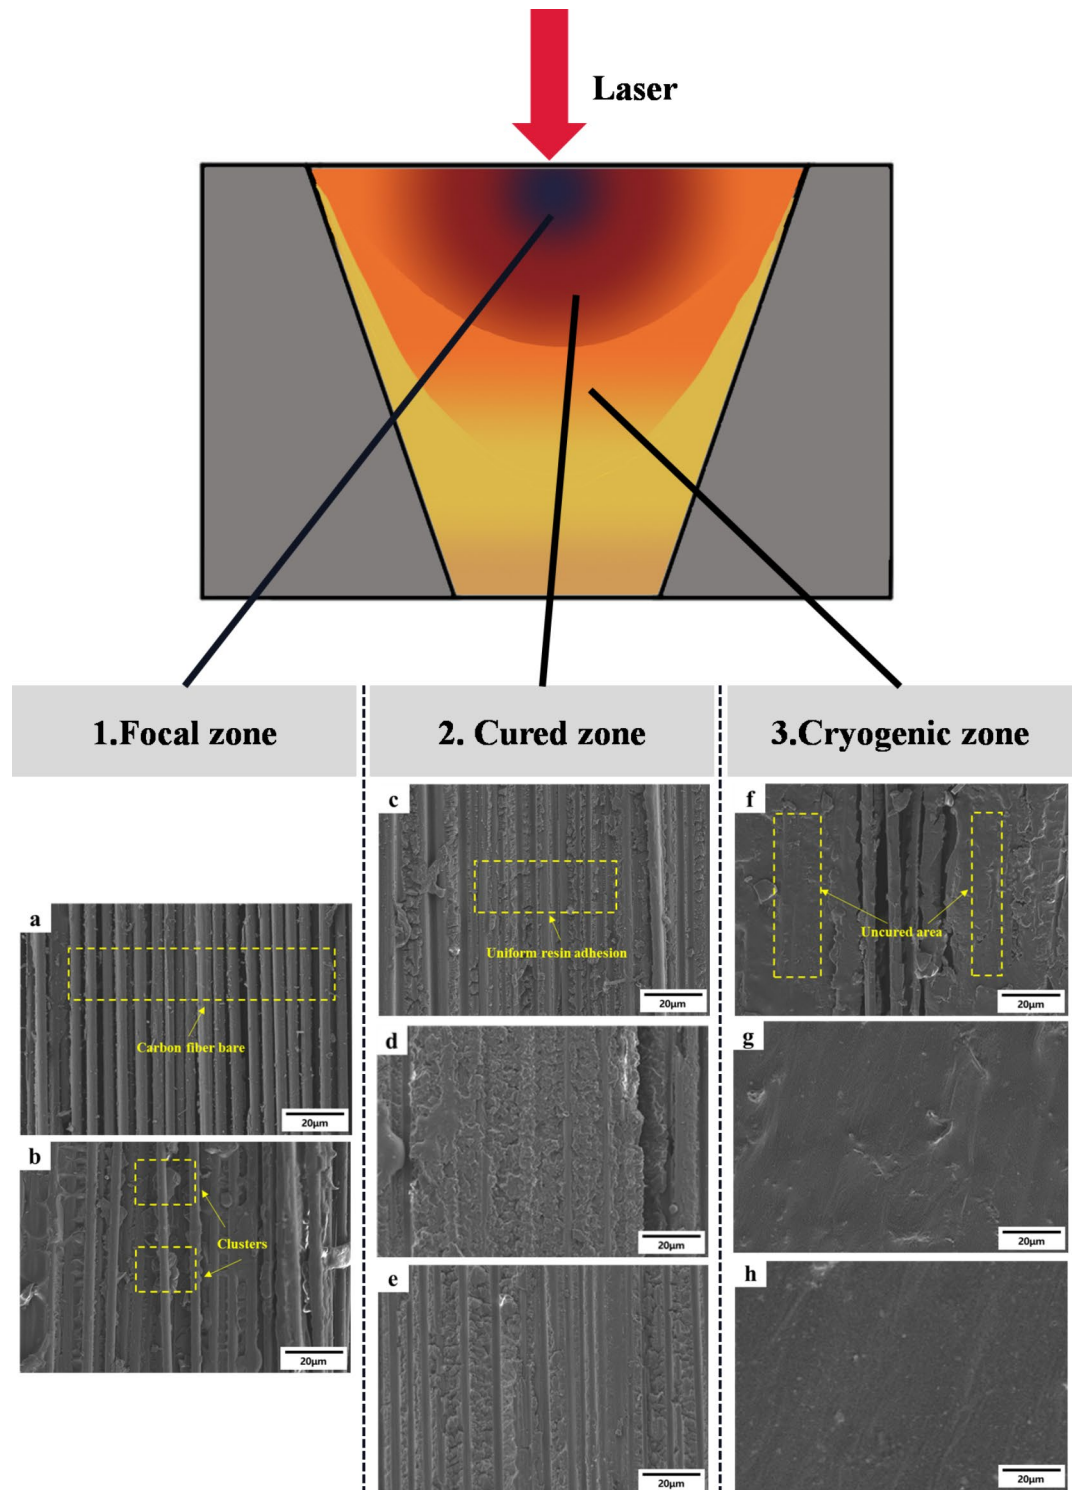 Laser
1.Focal zone
2. Cured zone
3.Cryogenic zone
a
Carbon fiber bare
20μm
b
Clusters
20μm
c
Uniform resin adhesion
20μm
d
20μm
e
20μm
f
Uncured area
20μm
g
20μm
h
20μm